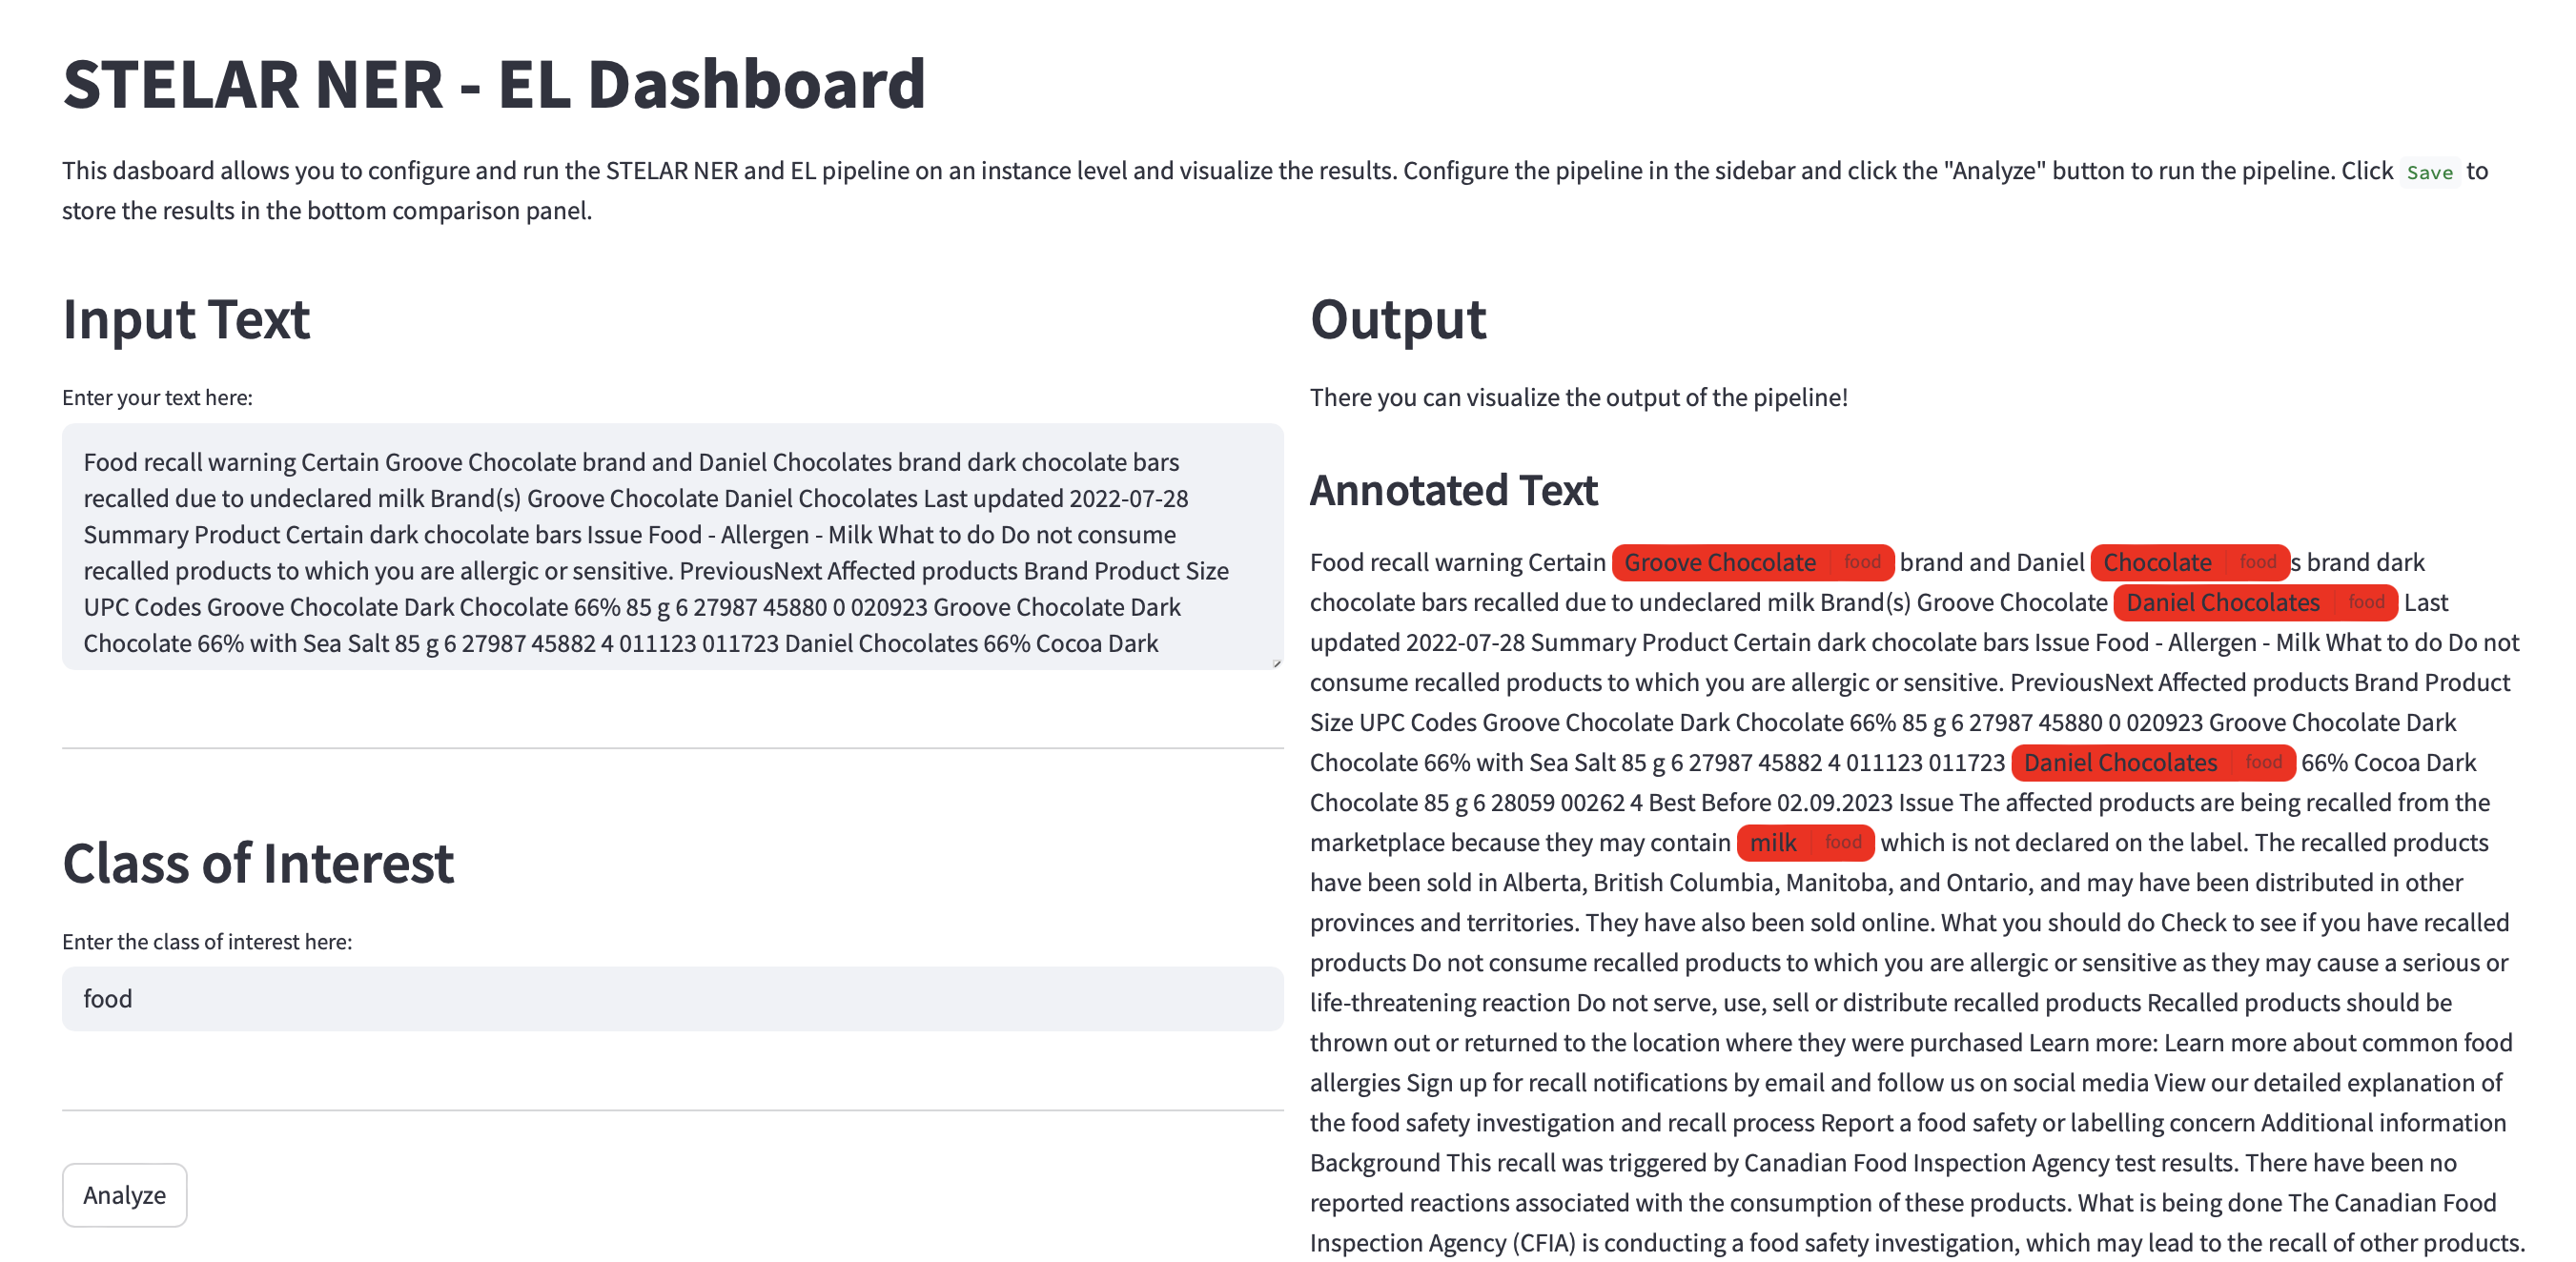 STELAR NER - EL Dashboard
This dasboard allows you to configure and run the STELAR NER and EL pipeline on an instance level and visualize the results. Configure the pipeline in the sidebar and click the "Analyze" button to run the pipeline. Click Save to
store the results in the bottom comparison panel.
Input Text
Enter your text here:
Food recall warning Certain Groove Chocolate brand and Daniel Chocolates brand dark chocolate bars
recalled due to undeclared milk Brand(s) Groove Chocolate Daniel Chocolates Last updated 2022-07-28
Summary Product Certain dark chocolate bars Issue Food - Allergen - Milk What to do Do not consume
recalled products to which you are allergic or sensitive. PreviousNext Affected products Brand Product Size
UPC Codes Groove Chocolate Dark Chocolate 66% 85 g 6 27987 45880 0 020923 Groove Chocolate Dark
Chocolate 66% with Sea Salt 85 g 6 27987 45882 4 011123 011723 Daniel Chocolates 66% Cocoa Dark
Class of Interest
Enter the class of interest here:
food
Analyze
Output
There you can visualize the output of the pipeline!
Annotated Text
Food recall warning Certain Groove Chocolate food brand and Daniel Chocolate food s brand dark
chocolate bars recalled due to undeclared milk Brand(s) Groove Chocolate Daniel Chocolates food Last
updated 2022-07-28 Summary Product Certain dark chocolate bars Issue Food - Allergen - Milk What to do Do not
consume recalled products to which you are allergic or sensitive. PreviousNext Affected products Brand Product
Size UPC Codes Groove Chocolate Dark Chocolate 66% 85 g 6 27987 45880 0 020923 Groove Chocolate Dark
Chocolate 66% with Sea Salt 85 g 6 27987 45882 4 011123 011723 Daniel Chocolates food 66% Cocoa Dark
Chocolate 85 g 6 28059 00262 4 Best Before 02.09.2023 Issue The affected products are being recalled from the
marketplace because they may contain milk food which is not declared on the label. The recalled products
have been sold in Alberta, British Columbia, Manitoba, and Ontario, and may have been distributed in other
provinces and territories. They have also been sold online. What you should do Check to see if you have recalled
products Do not consume recalled products to which you are allergic or sensitive as they may cause a serious or
life-threatening reaction Do not serve, use, sell or distribute recalled products Recalled products should be
thrown out or returned to the location where they were purchased Learn more: Learn more about common food
allergies Sign up for recall notifications by email and follow us on social media View our detailed explanation of
the food safety investigation and recall process Report a food safety or labelling concern Additional information
Background This recall was triggered by Canadian Food Inspection Agency test results. There have been no
reported reactions associated with the consumption of these products. What is being done The Canadian Food
Inspection Agency (CFIA) is conducting a food safety investigation, which may lead to the recall of other products.